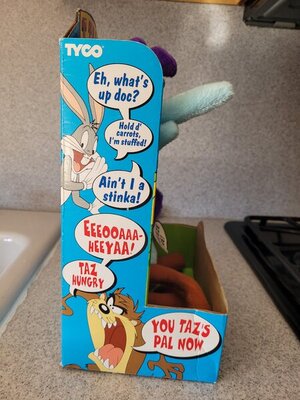 TYCO
Eh, what's
up doc?
Hold d'
carrots,
I'm stuffed!
Ain't I a
stinka!
EEEOOAAA-
HEEYAA!
TAZ
HUNGRY
YOU TAZ'S
PAL NOW